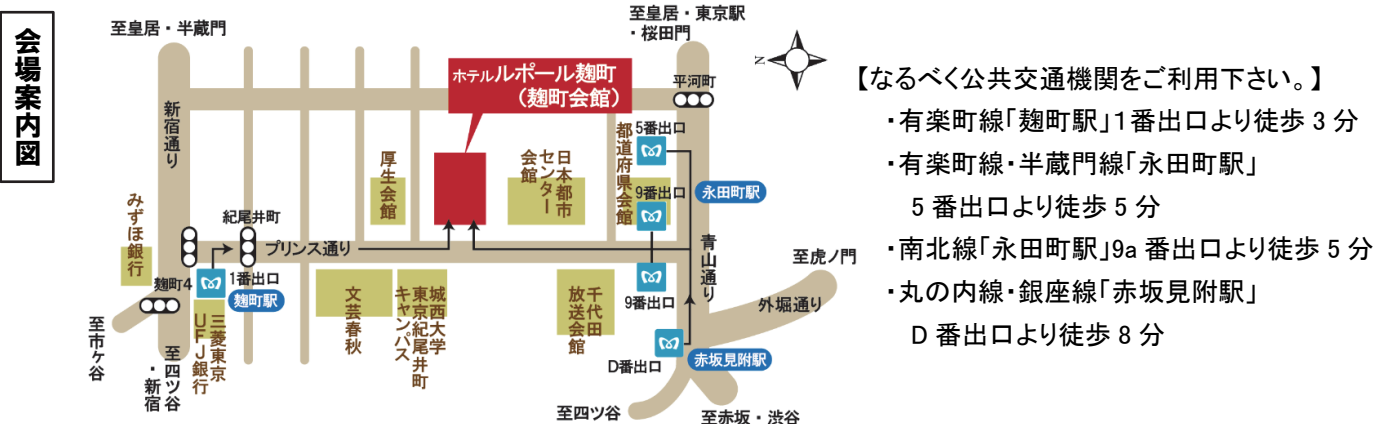 会場案内図
至皇居・半蔵門
至皇居・東京駅
・桜田門
N
ホテルルポール麹町
(麹町会館)
平河町
新宿通り
5番出口
都道府県会館
厚生会館
日本都市
センター
会館
9番出口
永田町駅
みずほ銀行
紀尾井町
プリンス通り
青山通り
至虎ノ門
麹町4
1番出口
麹町駅
9番出口
外堀通り
文芸春秋
城西大学
東京紀尾井町
キャンパス
千代田
放送会館
三菱東京
UFJ銀行
至市ケ谷
至四ツ谷
・新宿
D番出口
赤坂見附駅
至四ツ谷
至赤坂・渋谷
【なるべく公共交通機関をご利用下さい。】
・有楽町線「麹町駅」1番出口より徒歩 3 分
・有楽町線・半蔵門線「永田町駅」
5 番出口より徒歩 5 分
・南北線「永田町駅」9a 番出口より徒歩 5 分
・丸の内線・銀座線「赤坂見附駅」
D 番出口より徒歩 8 分